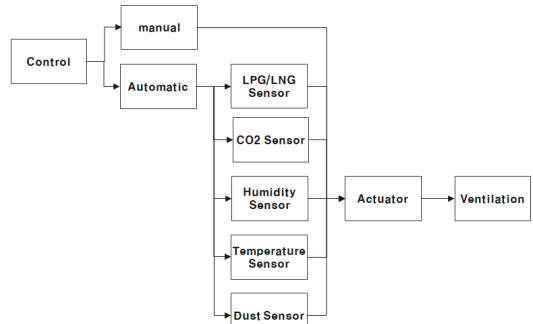 manual
Control
Automatic
LPG/LNG
Sensor
CO2 Sensor
Humidity
Sensor
Actuator
Ventilation
Temperature
Sensor
Dust Sensor